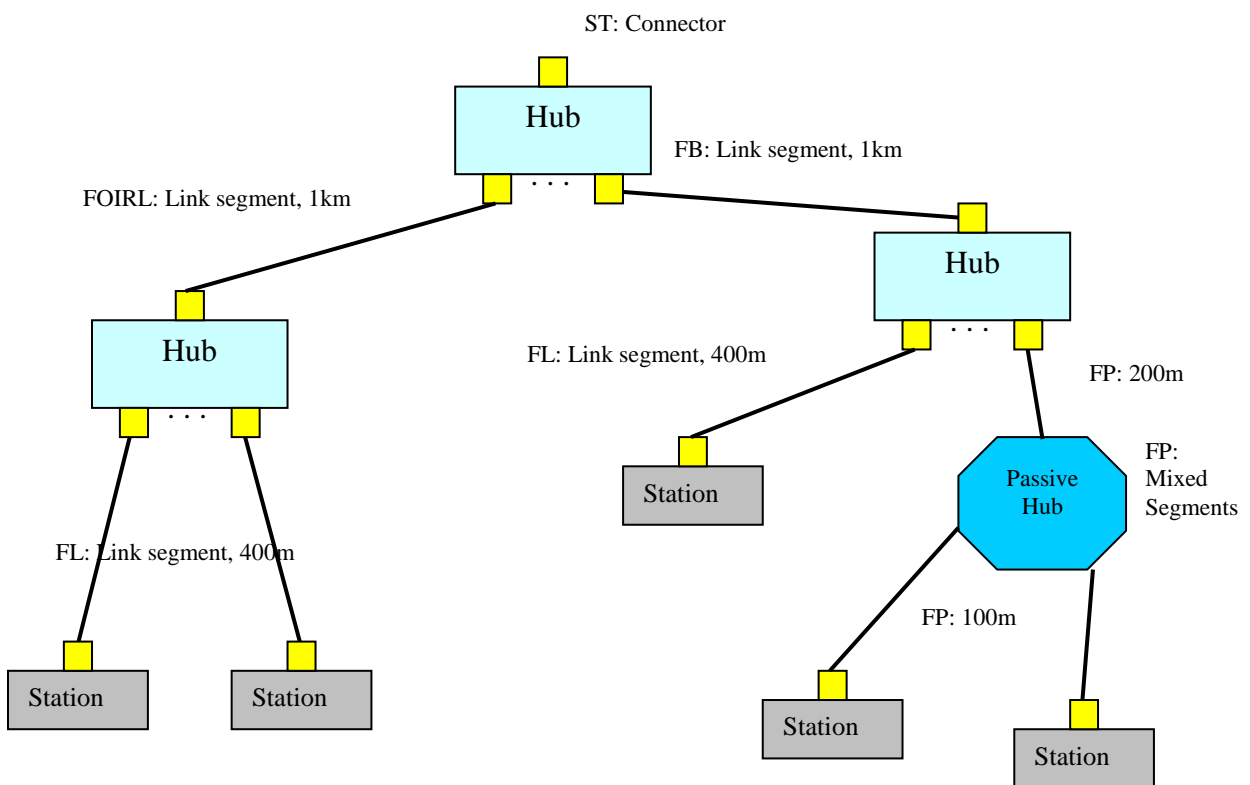 ST: Connector
Hub
FB: Link segment, 1km
. . .
FOIRL: Link segment, 1km
Hub
. . .
Hub
FL: Link segment, 400m
FP: 200m
. . .
Passive
Hub
FP:
Mixed
Segments
Station
FL: Link segment, 400m
FP: 100m
Station
Station
Station
Station